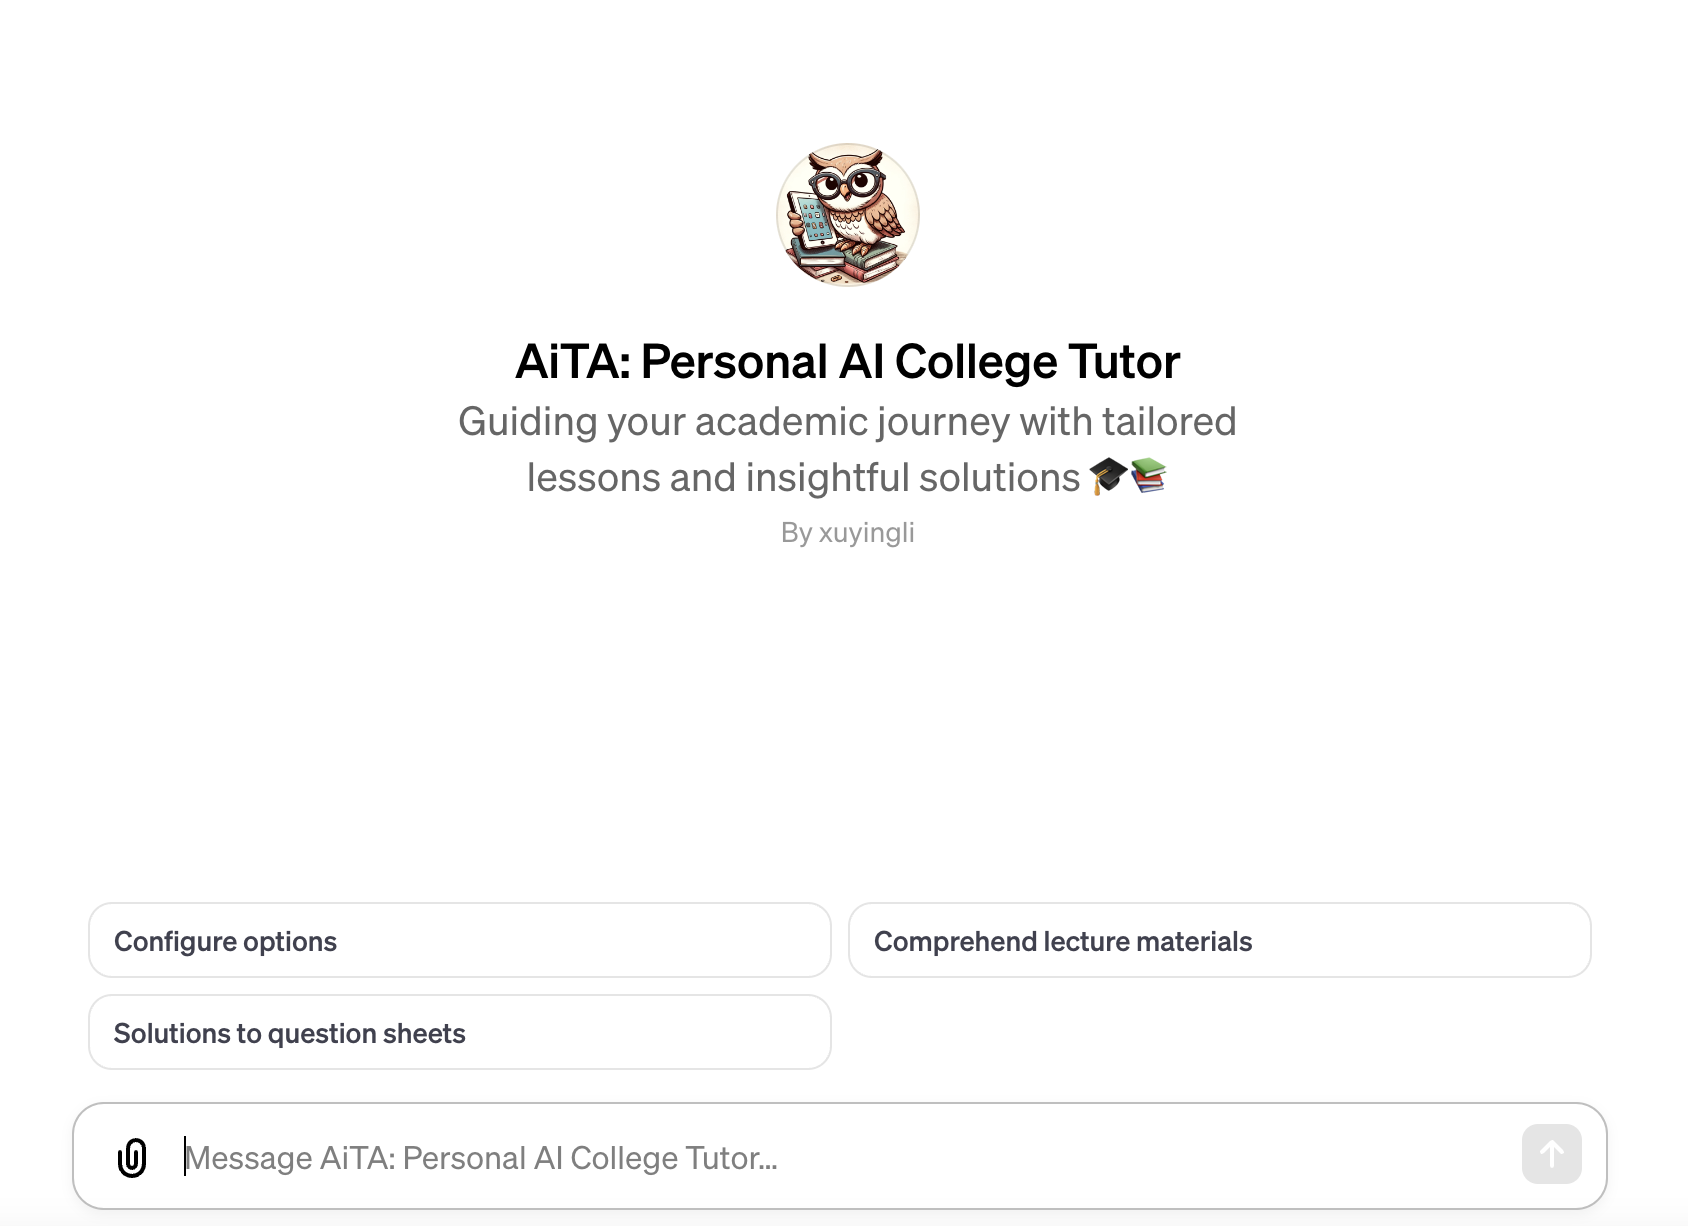 AiTA: Personal AI College Tutor
Guiding your academic journey with tailored
lessons and insightful solutions 🎓📚
By xuyingli
Configure options
Comprehend lecture materials
Solutions to question sheets
Message AiTA: Personal AI College Tutor...